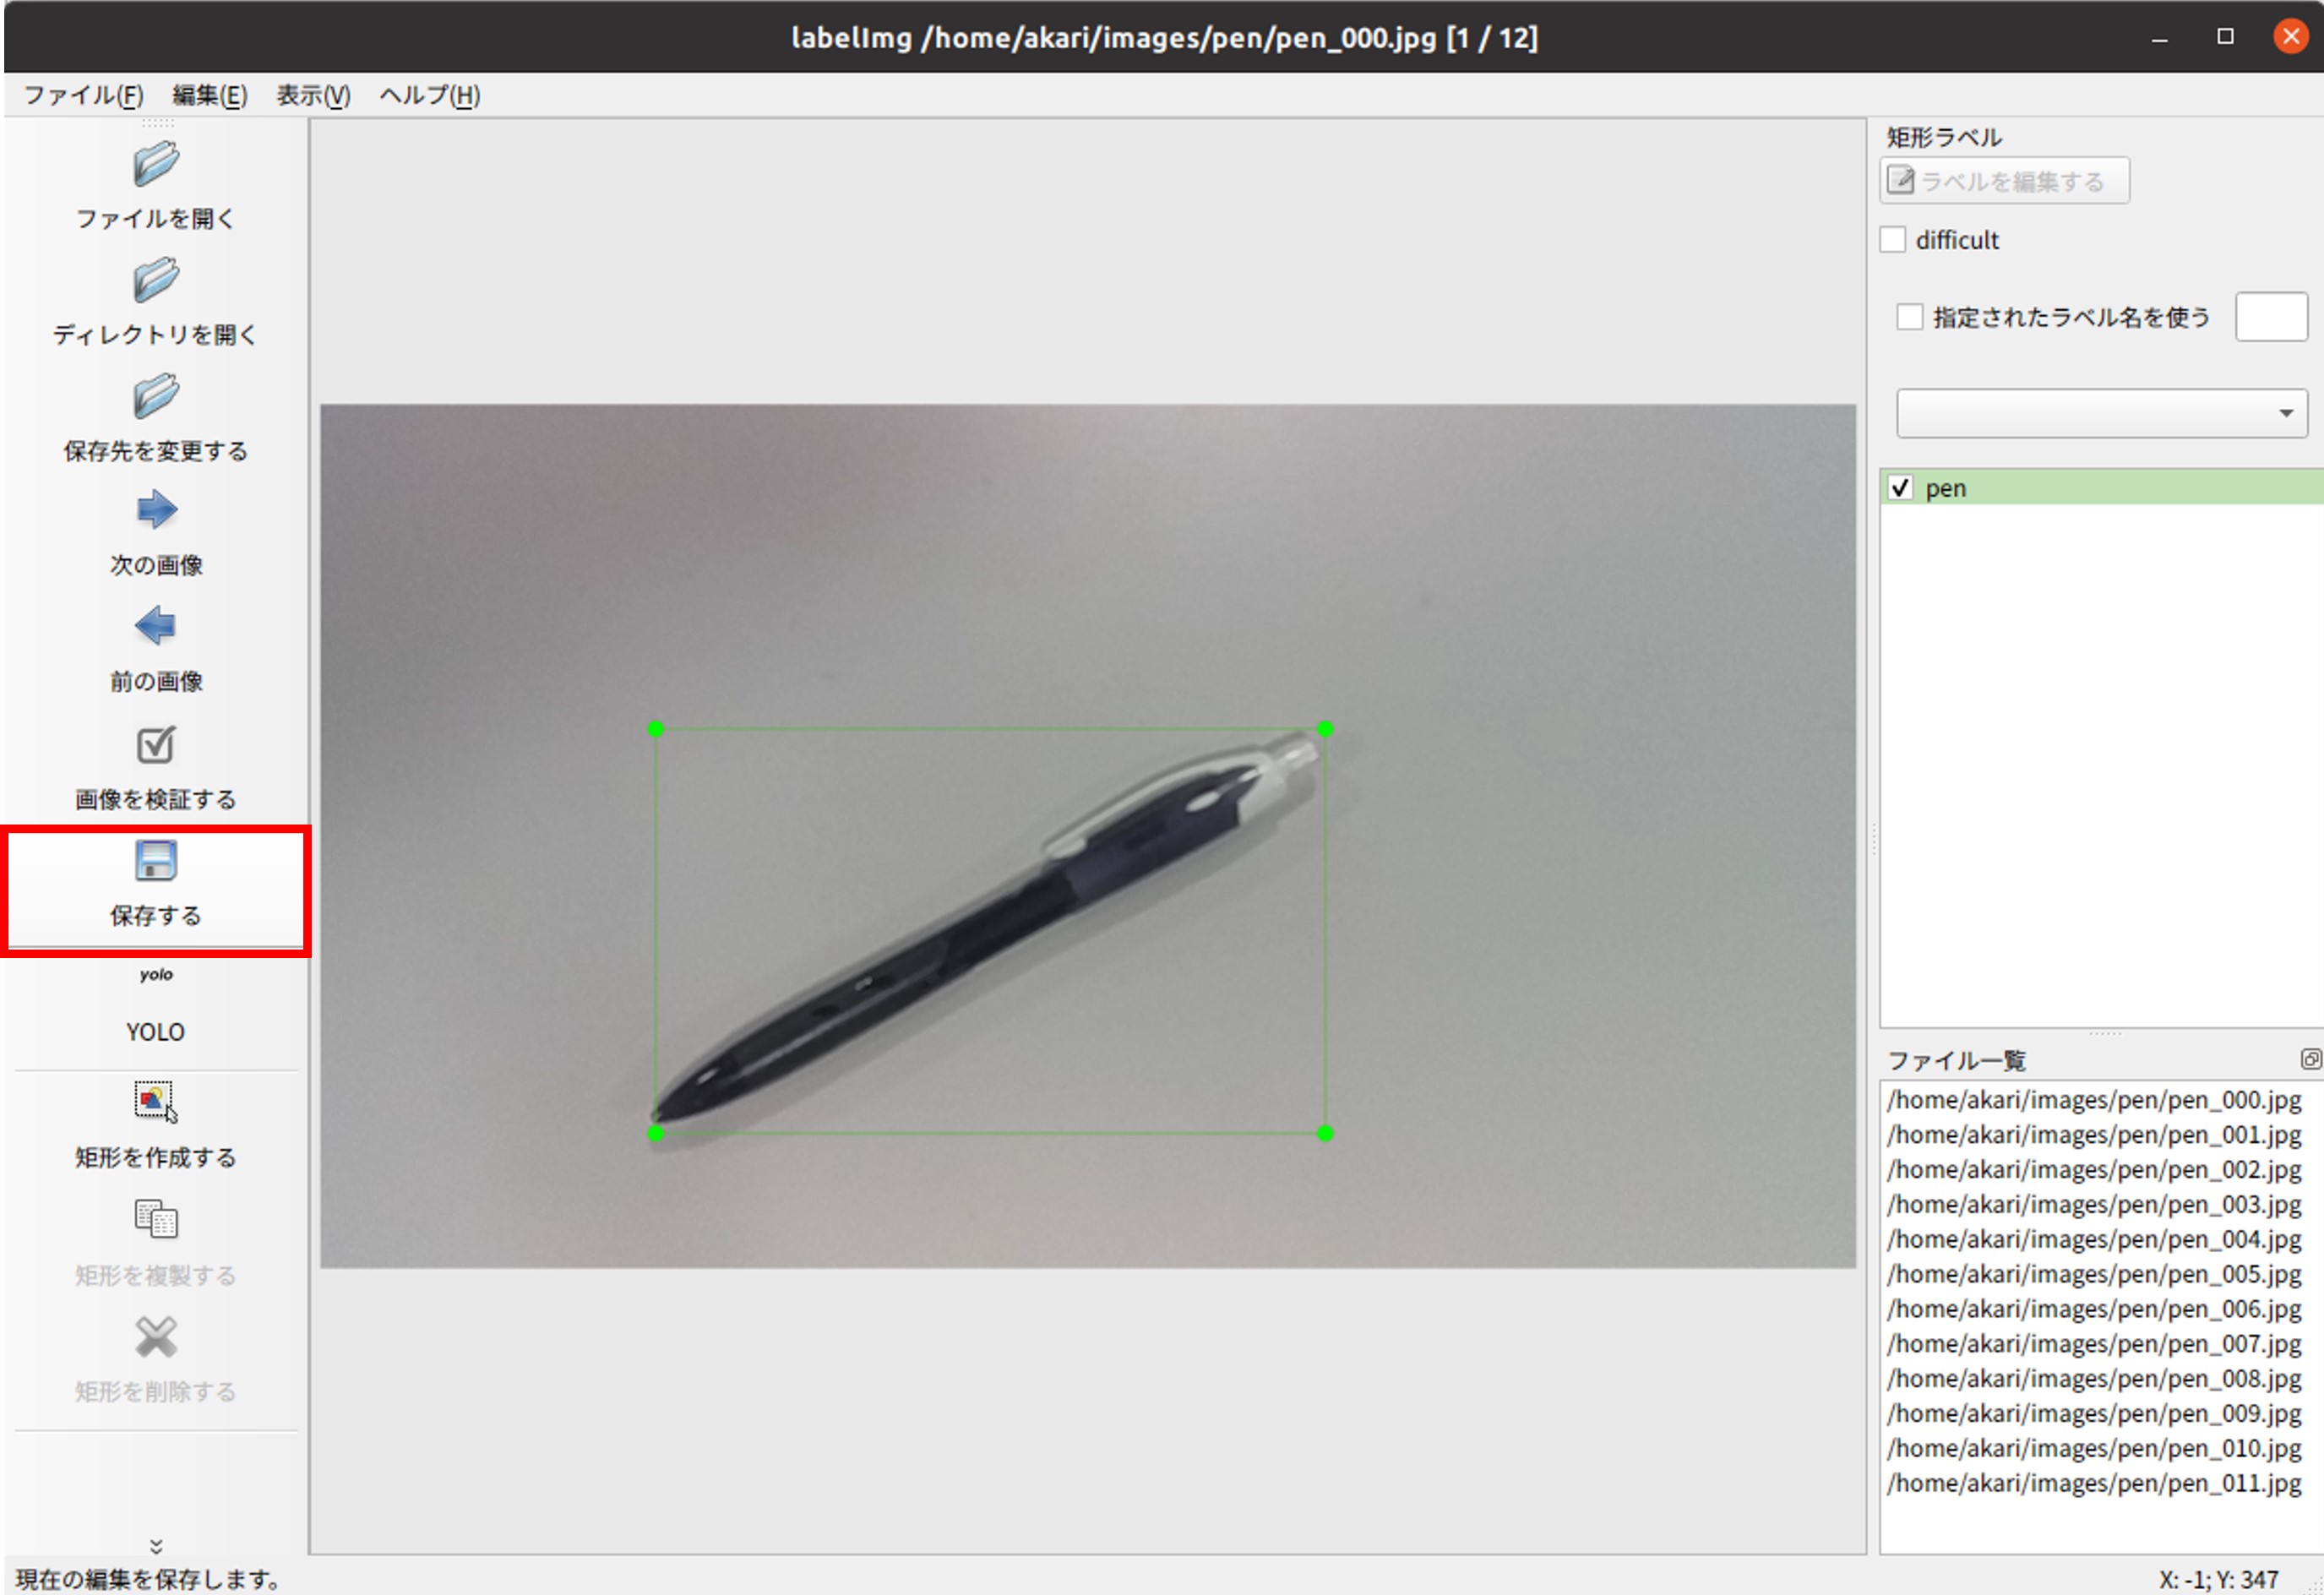 labelImg /home/akari/images/pen/pen_000.jpg [1 / 12]
ファイル(F) 編集(E) 表示(V) ヘルプ(H)
ファイルを開く
ディレクトリを開く
保存先を変更する
次の画像
前の画像
画像を検証する
保存する
yolo
YOLO
矩形を作成する
矩形を複製する
矩形を削除する
矩形ラベル
ラベルを編集する
difficult
指定されたラベル名を使う
pen
ファイル一覧
/home/akari/images/pen/pen_000.jpg
/home/akari/images/pen/pen_001.jpg
/home/akari/images/pen/pen_002.jpg
/home/akari/images/pen/pen_003.jpg
/home/akari/images/pen/pen_004.jpg
/home/akari/images/pen/pen_005.jpg
/home/akari/images/pen/pen_006.jpg
/home/akari/images/pen/pen_007.jpg
/home/akari/images/pen/pen_008.jpg
/home/akari/images/pen/pen_009.jpg
/home/akari/images/pen/pen_010.jpg
/home/akari/images/pen/pen_011.jpg
現在の編集を保存します。
X: -1; Y: 347